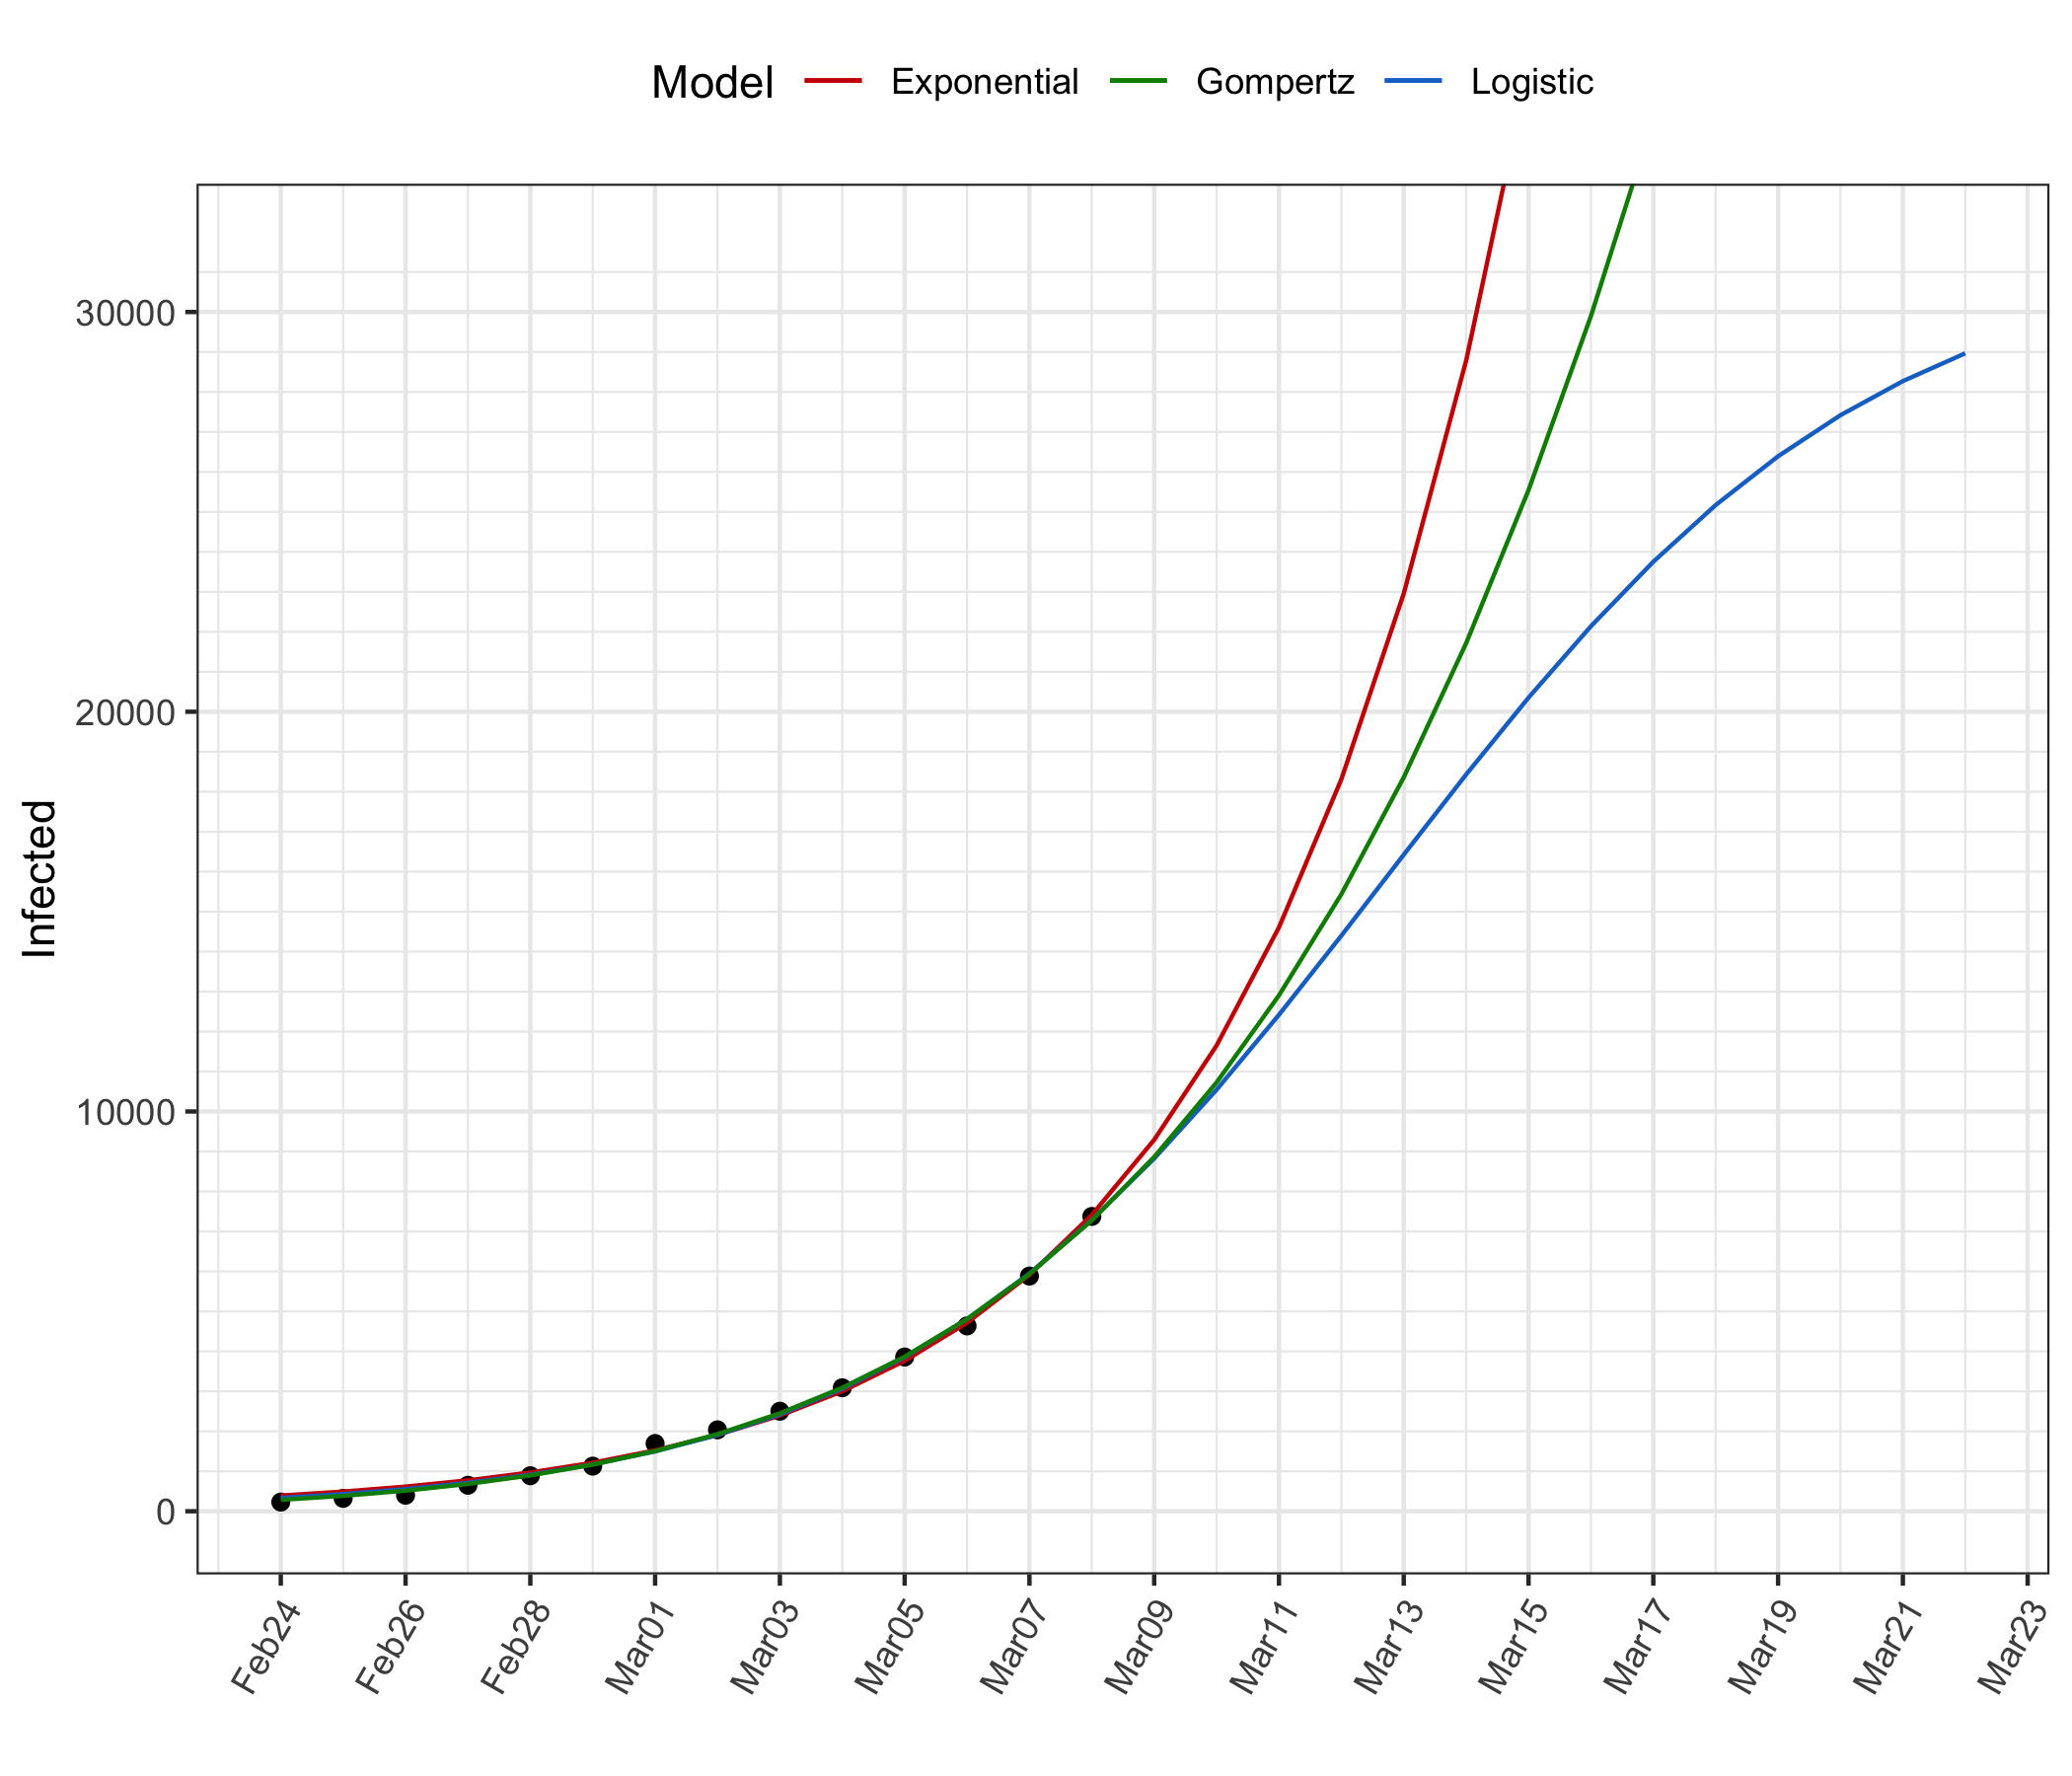 Model Exponential Gompertz Logistic
30000
20000
10000
0
Infected
Feb24 Feb26 Feb28 Mar01 Mar03 Mar05 Mar07 Mar09 Mar11 Mar13 Mar15 Mar17 Mar19 Mar21 Mar23